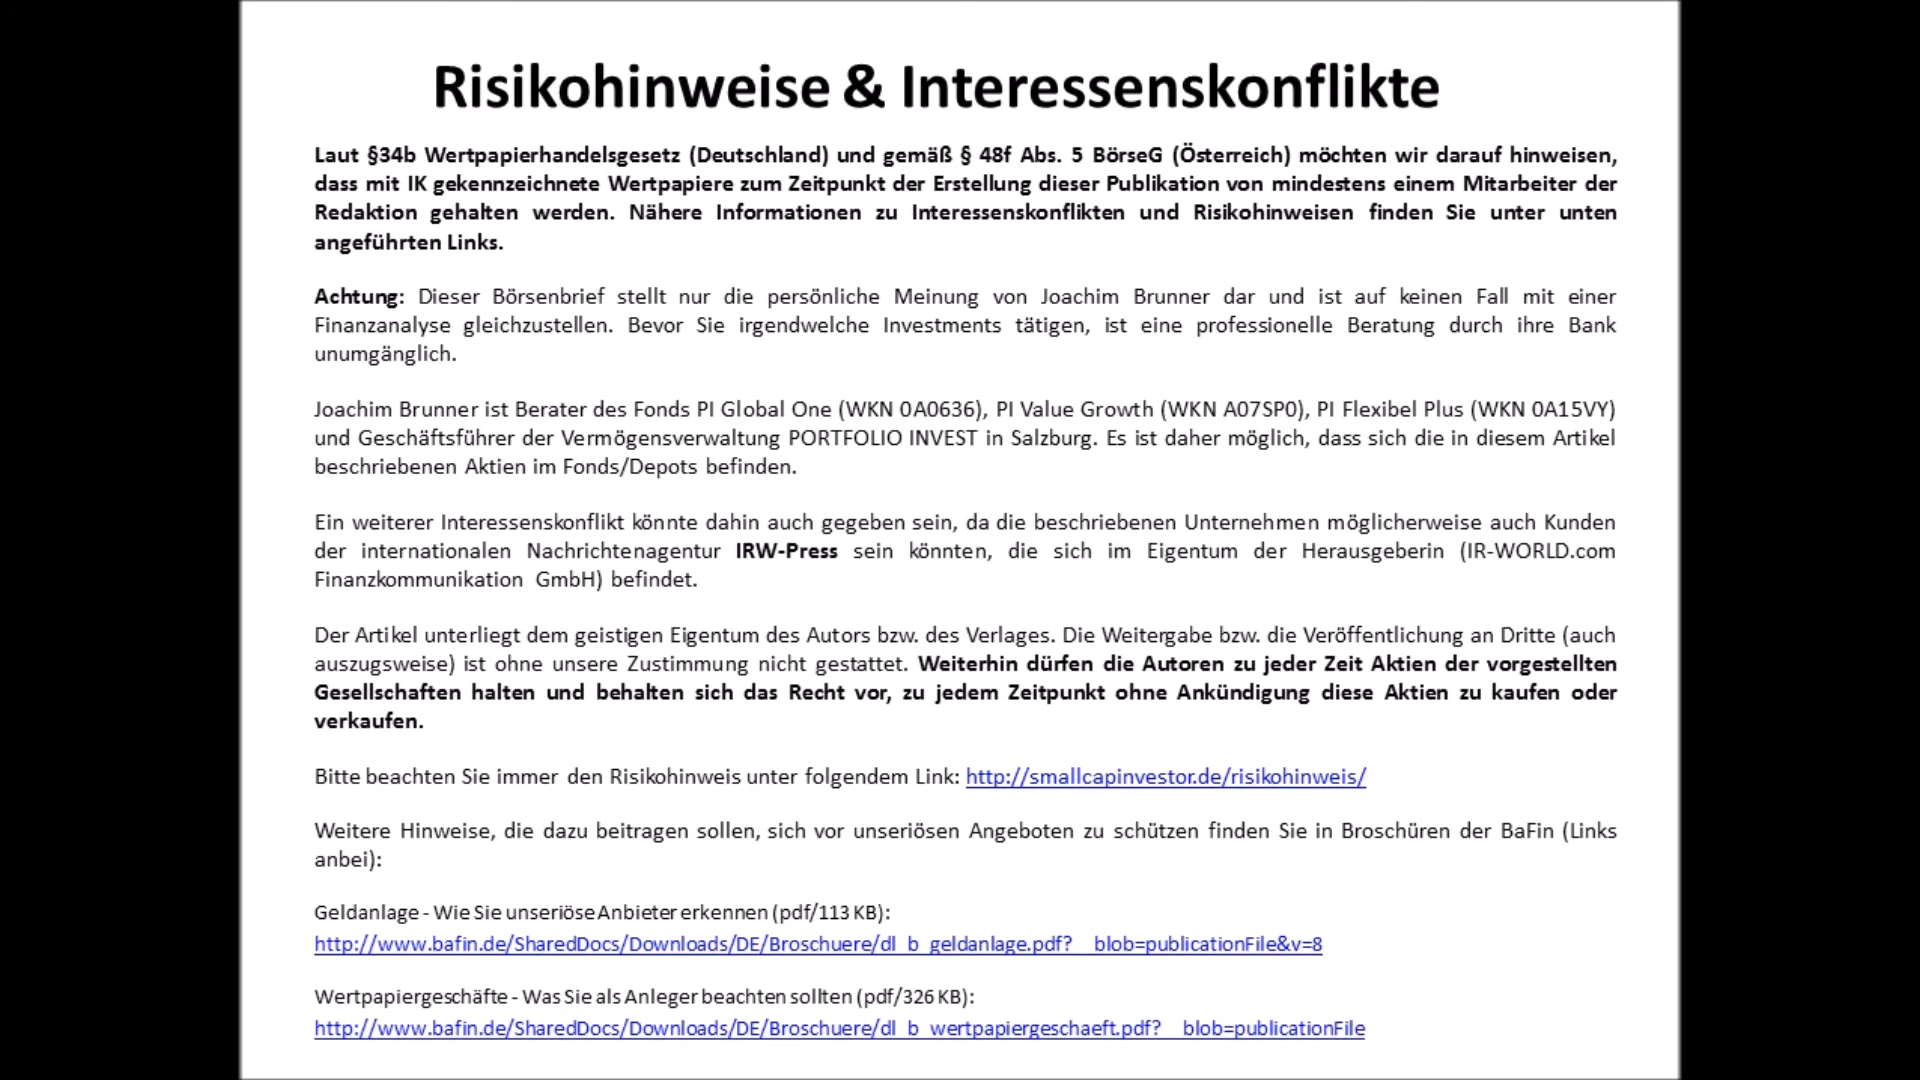 Risikohinweise & Interessenskonflikte
Laut §34b Wertpapierhandelsgesetz (Deutschland) und gemäß § 48f Abs. 5 BörseG (Österreich) möchten wir darauf hinweisen,
dass mit IK gekennzeichnete Wertpapiere zum Zeitpunkt der Erstellung dieser Publikation von mindestens einem Mitarbeiter der
Redaktion gehalten werden. Nähere Informationen zu Interessenskonflikten und Risikohinweisen finden Sie unter unten
angeführten Links.
Achtung: Dieser Börsenbrief stellt nur die persönliche Meinung von Joachim Brunner dar und ist auf keinen Fall mit einer
Finanzanalyse gleichzustellen. Bevor Sie irgendwelche Investments tätigen, ist eine professionelle Beratung durch ihre Bank
unumgänglich.
Joachim Brunner ist Berater des Fonds PI Global One (WKN 0A0636), PI Value Growth (WKN A07SP0), PI Flexibel Plus (WKN 0A15VY)
und Geschäftsführer der Vermögensverwaltung PORTFOLIO INVEST in Salzburg. Es ist daher möglich, dass sich die in diesem Artikel
beschriebenen Aktien im Fonds/Depots befinden.
Ein weiterer Interessenskonflikt könnte dahin auch gegeben sein, da die beschriebenen Unternehmen möglicherweise auch Kunden
der internationalen Nachrichtenagentur IRW-Press sein könnten, die sich im Eigentum der Herausgeberin (IR-WORLD.com
Finanzkommunikation GmbH) befindet.
Der Artikel unterliegt dem geistigen Eigentum des Autors bzw. des Verlages. Die Weitergabe bzw. die Veröffentlichung an Dritte (auch
auszugsweise) ist ohne unsere Zustimmung nicht gestattet. Weiterhin dürfen die Autoren zu jeder Zeit Aktien der vorgestellten
Gesellschaften halten und behalten sich das Recht vor, zu jedem Zeitpunkt ohne Ankündigung diese Aktien zu kaufen oder
verkaufen.
Bitte beachten Sie immer den Risikohinweis unter folgendem Link: http://smallcapinvestor.de/risikohinweis/
Weitere Hinweise, die dazu beitragen sollen, sich vor unseriösen Angeboten zu schützen finden Sie in Broschüren der BaFin (Links
anbei):
Geldanlage - Wie Sie unseriöse Anbieter erkennen (pdf/113 KB):
http://www.bafin.de/SharedDocs/Downloads/DE/Broschuere/dl_b_geldanlage.pdf?__blob=publicationFile&v=8
Wertpapiergeschäfte - Was Sie als Anleger beachten sollten (pdf/326 KB):
http://www.bafin.de/SharedDocs/Downloads/DE/Broschuere/dl_b_wertpapiergeschaeft.pdf?__blob=publicationFile